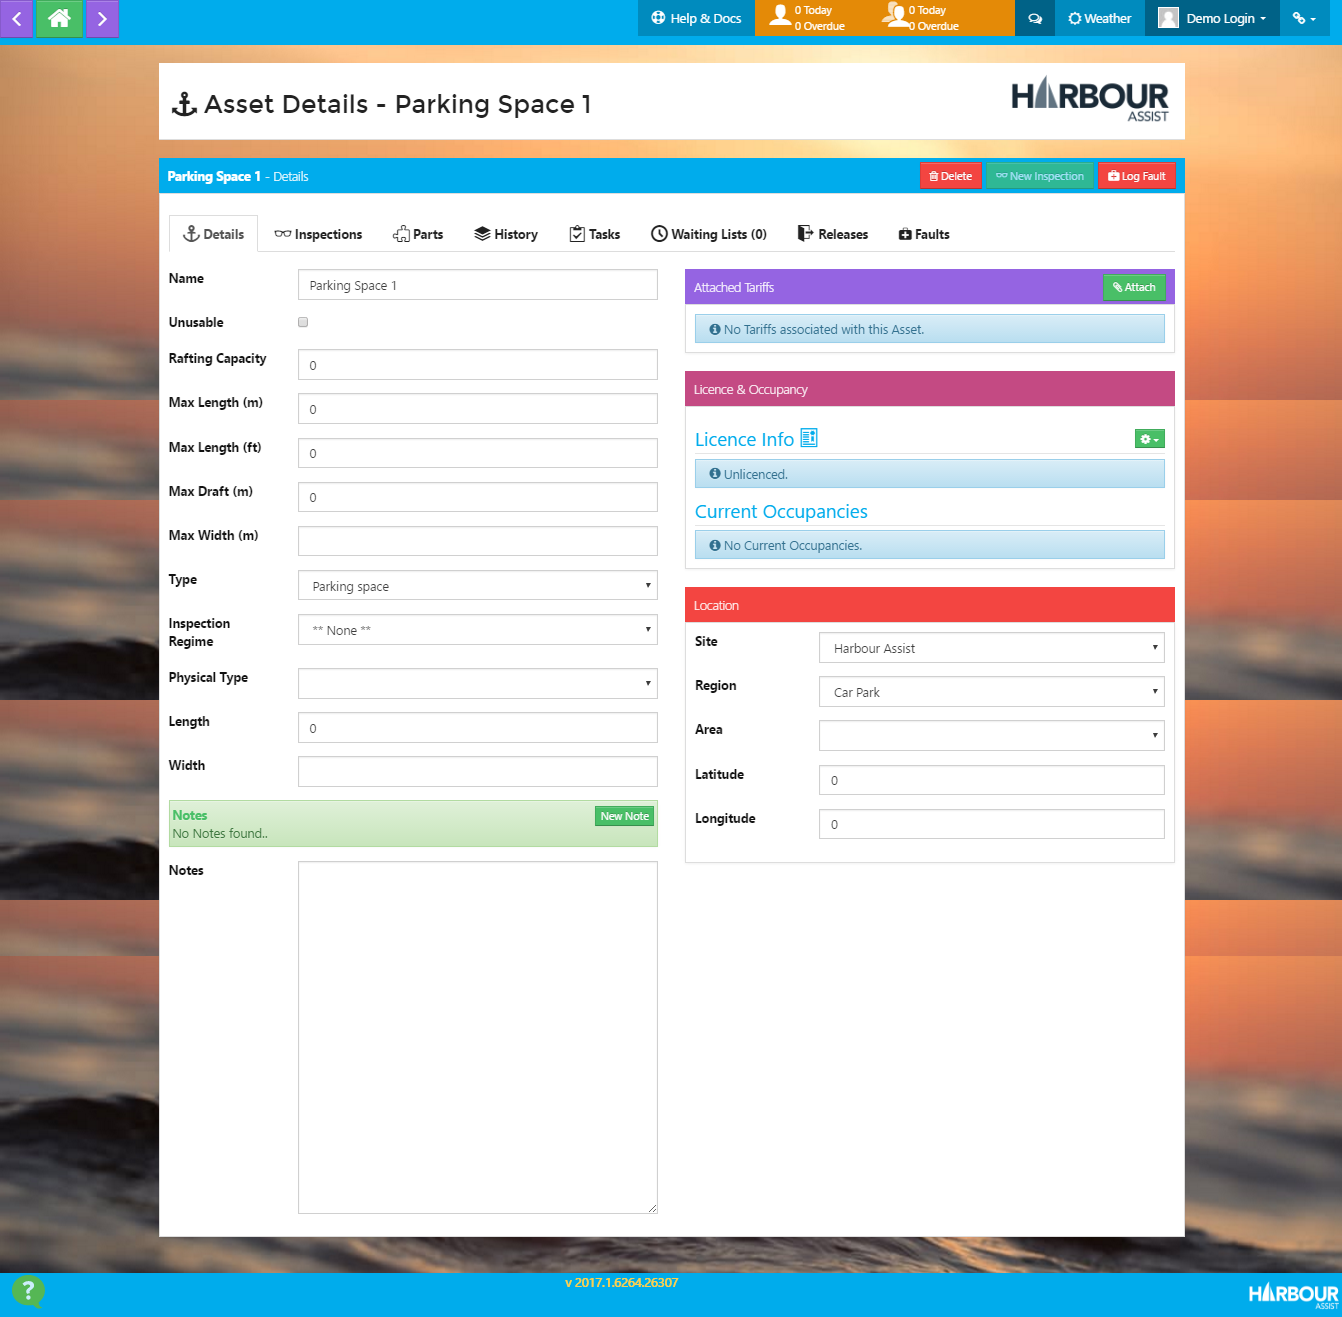 Help & Docs
0 Today
0 Overdue
0 Today
0 Overdue
Weather
Demo Login
Asset Details - Parking Space 1
HARBOUR
ASSIST
Parking Space 1 - Details
Delete
New Inspection
Log Fault
Details
Inspections
Parts
History
Tasks
Waiting Lists (0)
Releases
Faults
Name
Parking Space 1
Unusable
Rafting Capacity
0
Max Length (m)
0
Max Length (ft)
0
Max Draft (m)
0
Max Width (m)
Type
Parking space
Inspection
Regime
** None **
Physical Type
Length
0
Width
Notes
New Note
No Notes found..
Notes
Attached Tariffs
Attach
No Tariffs associated with this Asset.
Licence & Occupancy
Licence Info
Unlicenced.
Current Occupancies
No Current Occupancies.
Location
Site
Harbour Assist
Region
Car Park
Area
Latitude
0
Longitude
0
?
v 2017.1.6264.26307
HARBOUR
ASSIST